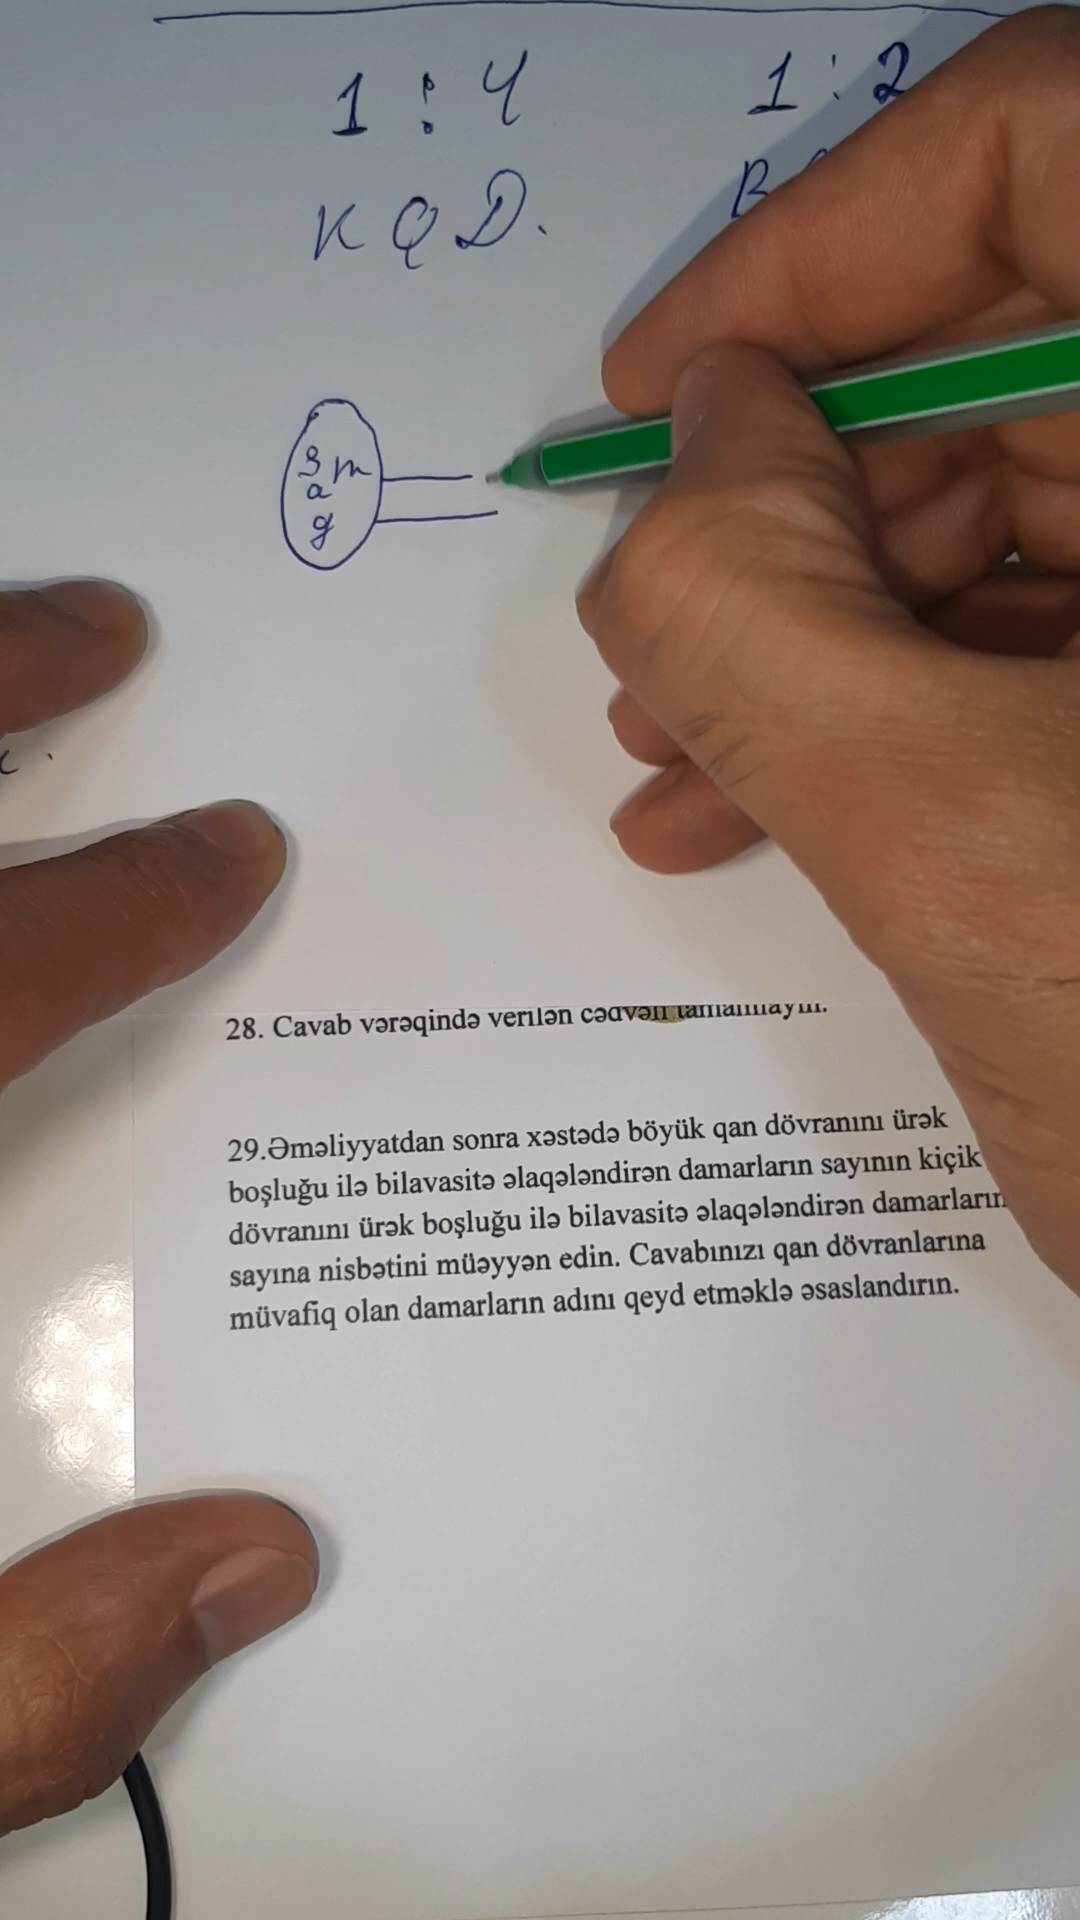 1 : 4 1 : 2
K Q D. B
s m
a
g
28. Cavab vərəqində verilən cədvəli tamamlayın.
29.Əməliyyatdan sonra xəstədə böyük qan dövranını ürək
boşluğu ilə bilavasitə əlaqələndirən damarların sayının kiçik
dövranını ürək boşluğu ilə bilavasitə əlaqələndirən damarların
sayına nisbətini müəyyən edin. Cavabınızı qan dövranlarına
müvafiq olan damarların adını qeyd etməklə əsaslandırın.